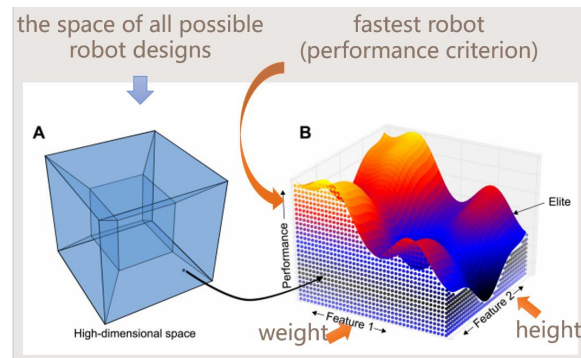 the space of all possible
robot designs
fastest robot
(performance criterion)
A
B
Performance
Elite
High-dimensional space
Feature 1
Feature 2
weight
height